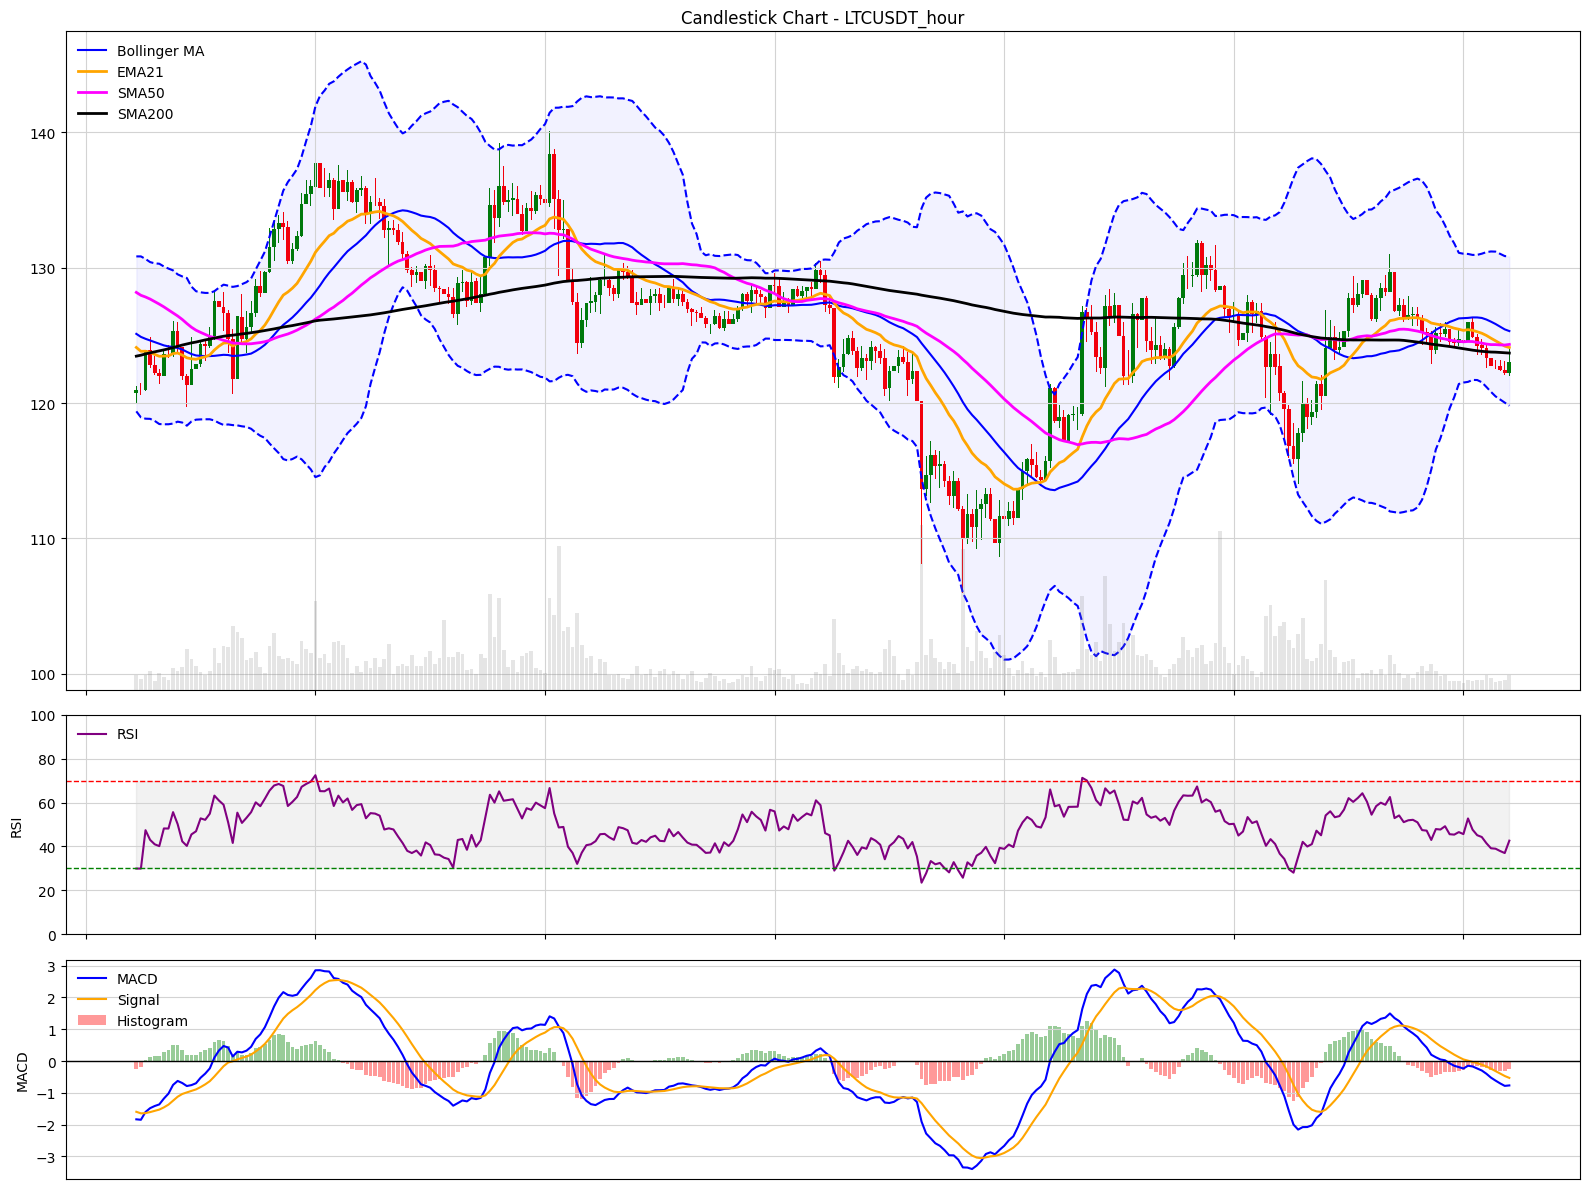 Candlestick Chart - LTCUSDT_hour
Bollinger MA
EMA21
SMA50
SMA200
140
130
120
110
100
RSI
100
80
60
40
20
0
RSI
MACD
Signal
Histogram
3
2
1
0
−1
−2
−3
MACD